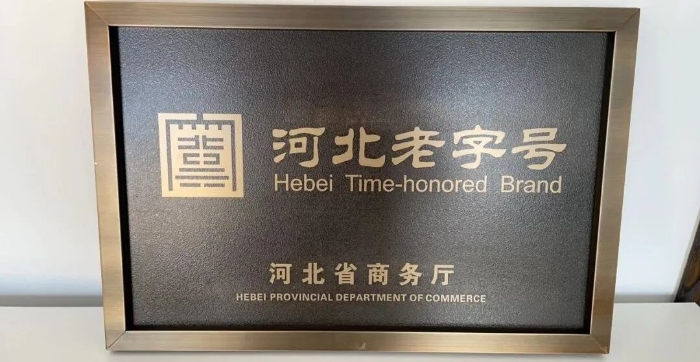 河北老字号
Hebei Time-honored Brand
河北省商务厅
HEBEI PROVINCIAL DEPARTMENT OF COMMERCE